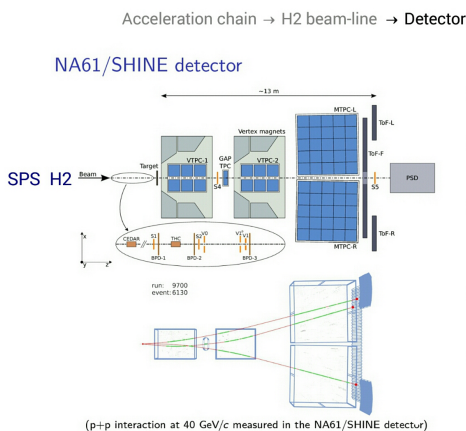 Acceleration chain → H2 beam-line → Detector
NA61/SHINE detector
~13 m
MTPC-L
ToF-L
Vertex magnets
ToF-F
GAP
TPC
VTPC-1
VTPC-2
Target
SPS H2
Beam
S4
S5
PSD
x
y
z
CEDAR
S1
BPD-1
THC
S2
V0
BPD-2
V1
V1
BPD-3
MTPC-R
ToF-R
run: 9700
event: 6130
(p+p interaction at 40 GeV/c measured in the NA61/SHINE detector)